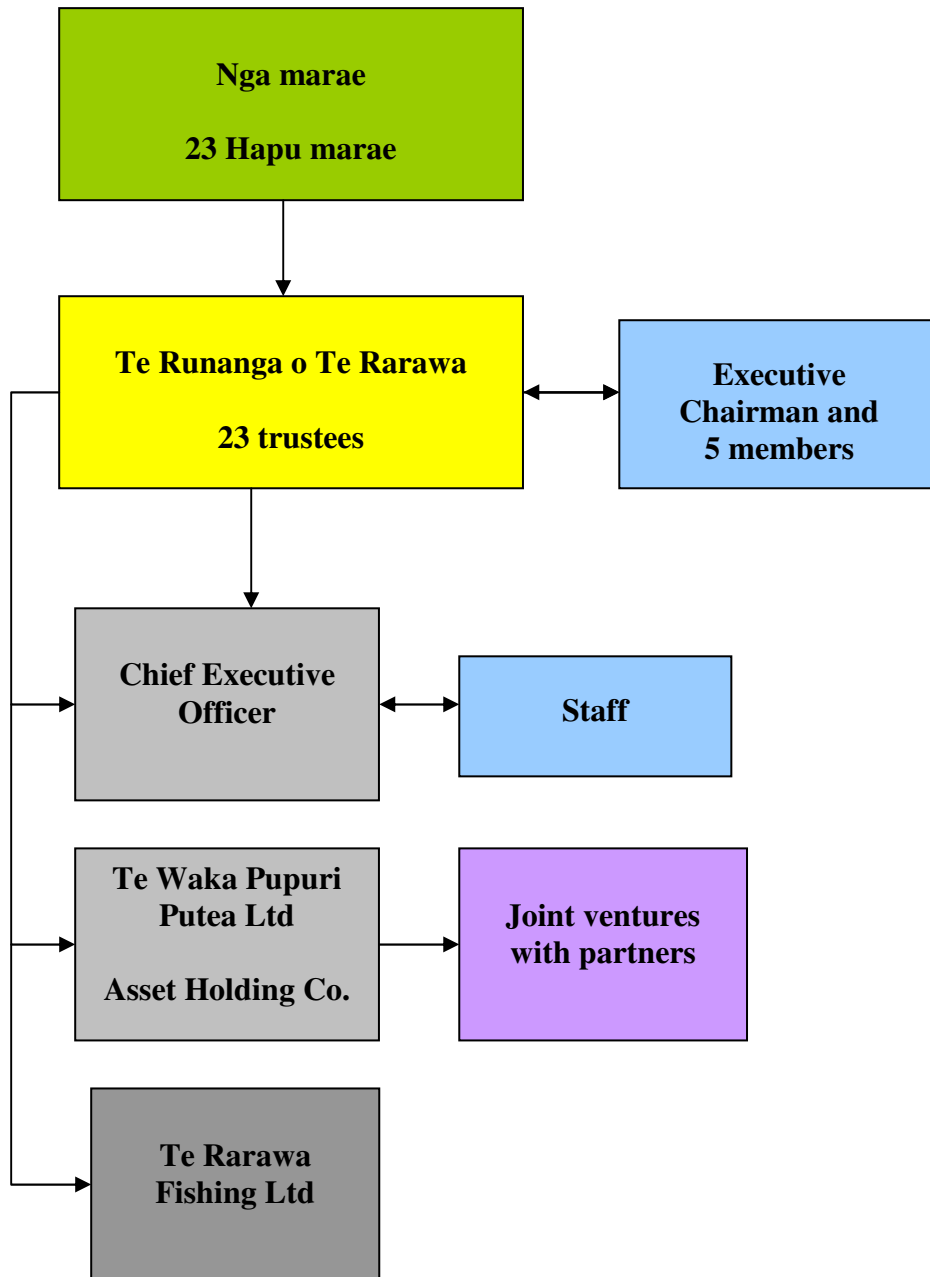 Nga marae
23 Hapu marae
Te Runanga o Te Rarawa
23 trustees
Executive
Chairman and
5 members
Chief Executive
Officer
Staff
Te Waka Pupuri
Putea Ltd
Asset Holding Co.
Joint ventures
with partners
Te Rarawa
Fishing Ltd